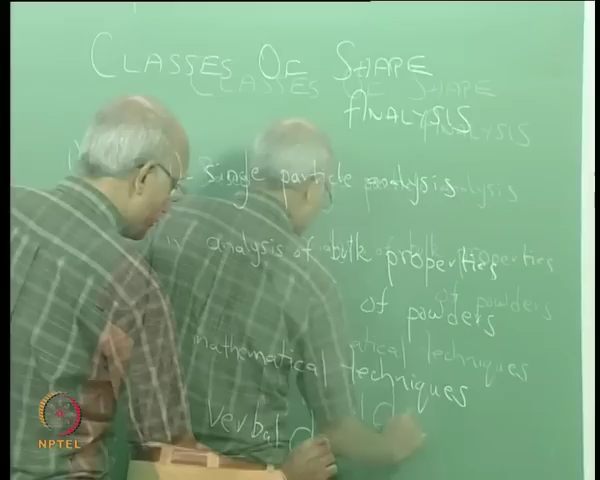 CLASSES OF SHAPE
ANALYSIS
- Single particle analysis
analysis of bulk properties
of powders
mathematical techniques
verbal
NPTEL